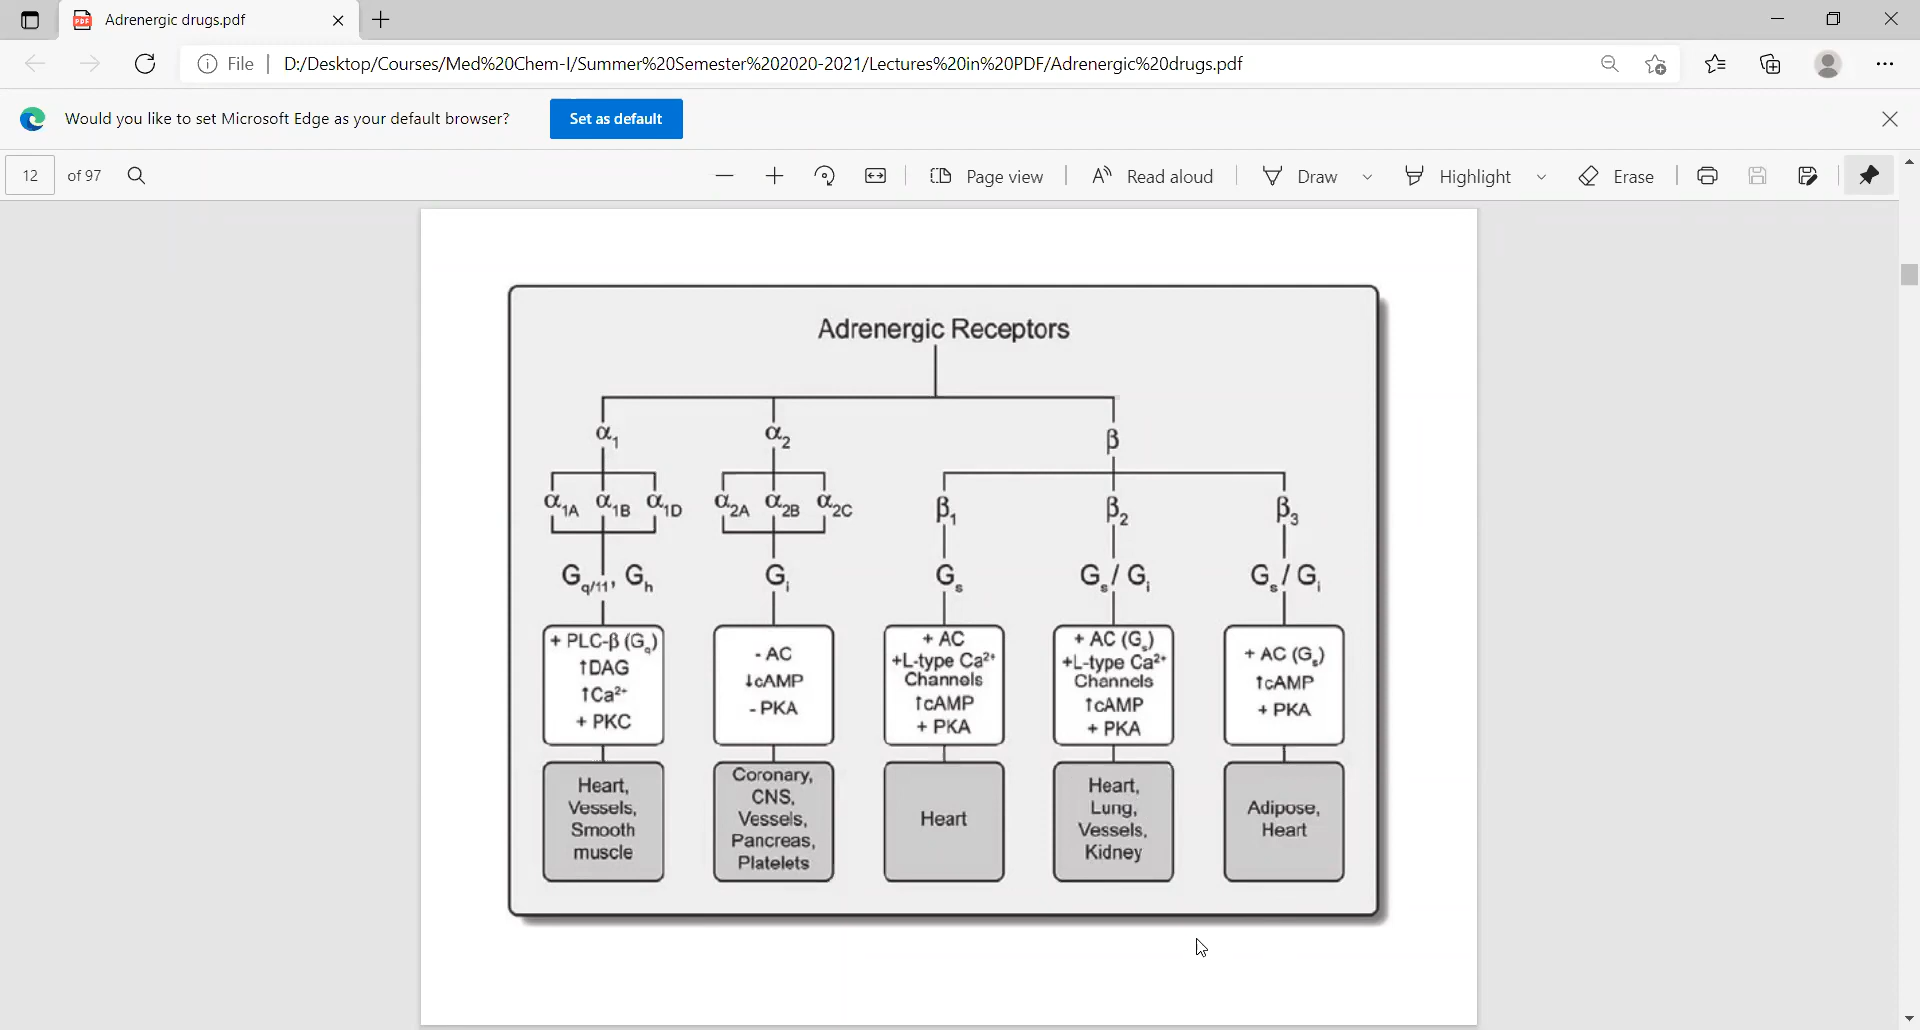 Adrenergic drugs.pdf
File | D:/Desktop/Courses/Med%20Chem-I/Summer%20Semester%202020-2021/Lectures%20in%20PDF/Adrenergic%20drugs.pdf
Would you like to set Microsoft Edge as your default browser? Set as default
12 of 97 Page view Read aloud Draw Highlight Erase
Adrenergic Receptors
α1 α2 β
α1A α1B α1D α2A α2B α2C β1 β2 β3
Gq/11, Gh Gi Gs Gs/ Gi Gs/ Gi
+ PLC-β (Gq)
↑DAG
↑Ca²⁺
+ PKC
- AC
↓cAMP
- PKA
+ AC
+L-type Ca²⁺
Channels
↑cAMP
+ PKA
+ AC (Gs)
+L-type Ca²⁺
Channels
↑cAMP
+ PKA
+ AC (Gs)
↑cAMP
+ PKA
Heart,
Vessels,
Smooth
muscle
Coronary,
CNS,
Vessels,
Pancreas,
Platelets
Heart
Heart,
Lung,
Vessels,
Kidney
Adipose,
Heart